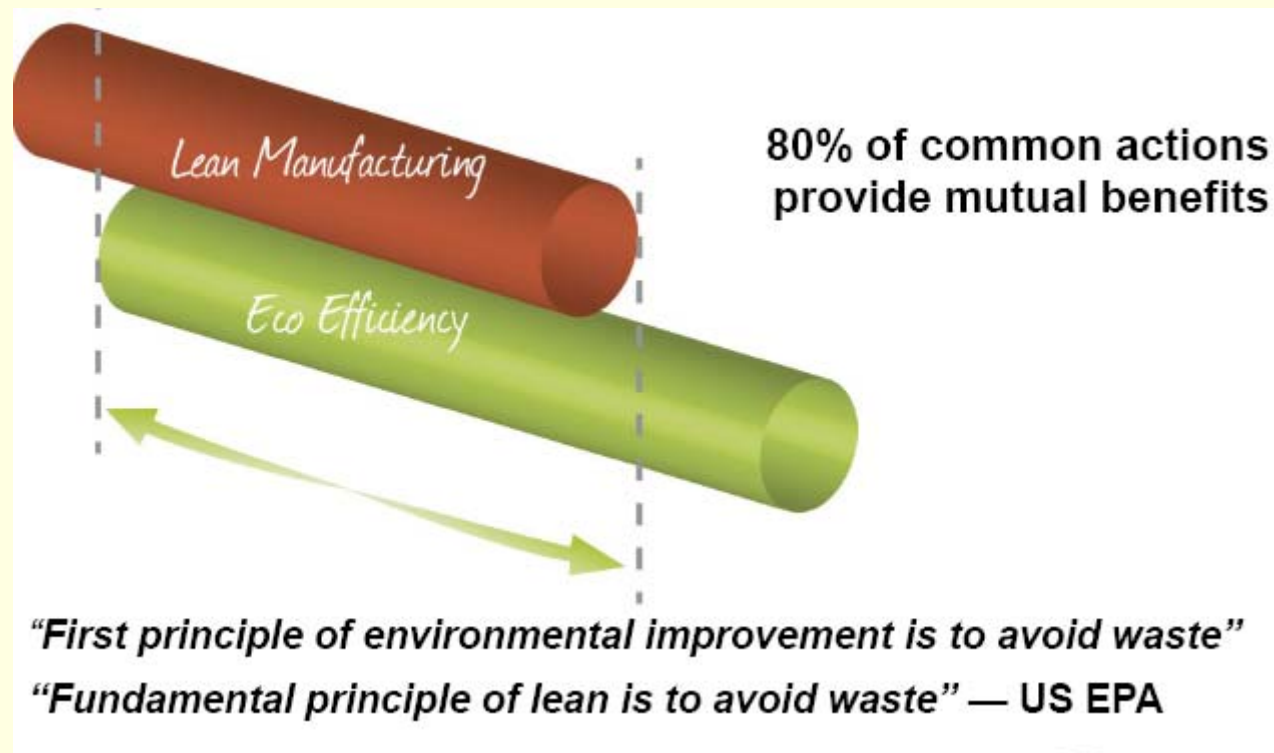 Lean Manufacturing
80% of common actions
provide mutual benefits
Eco Efficiency
“First principle of environmental improvement is to avoid waste”
“Fundamental principle of lean is to avoid waste” — US EPA